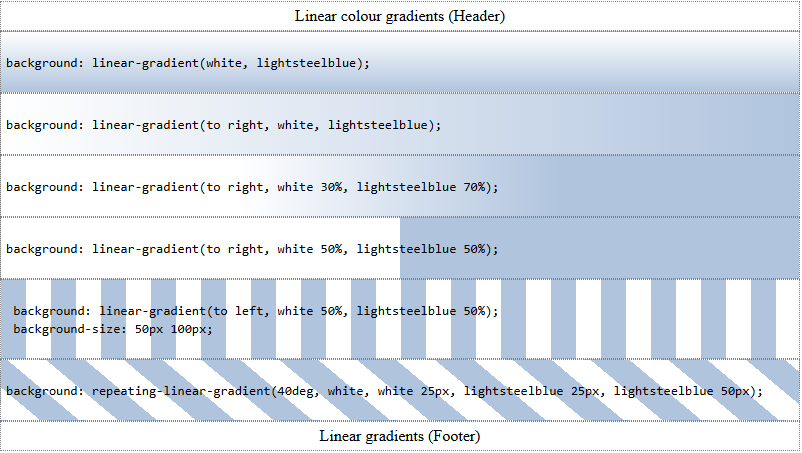 Linear colour gradients (Header)
background: linear-gradient(white, lightsteelblue);
background: linear-gradient(to right, white, lightsteelblue);
background: linear-gradient(to right, white 30%, lightsteelblue 70%);
background: linear-gradient(to right, white 50%, lightsteelblue 50%);
background: linear-gradient(to left, white 50%, lightsteelblue 50%);
background-size: 50px 100px;
background: repeating-linear-gradient(40deg, white, white 25px, lightsteelblue 25px, lightsteelblue 50px);
Linear gradients (Footer)